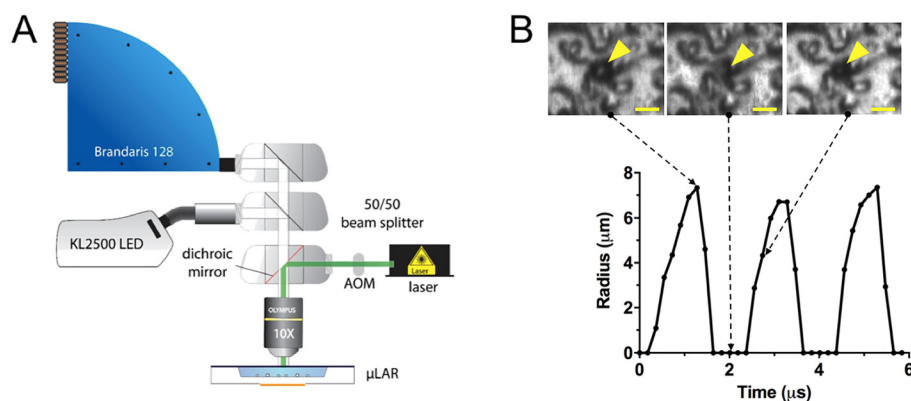 A
Brandaris 128
KL2500 LED
50/50
beam splitter
dichroic
mirror
Laser
laser
AOM
OLYMPUS
10X
µLAR
B
Radius (µm)
8
6
4
2
0
0 2 4 6
Time (µs)